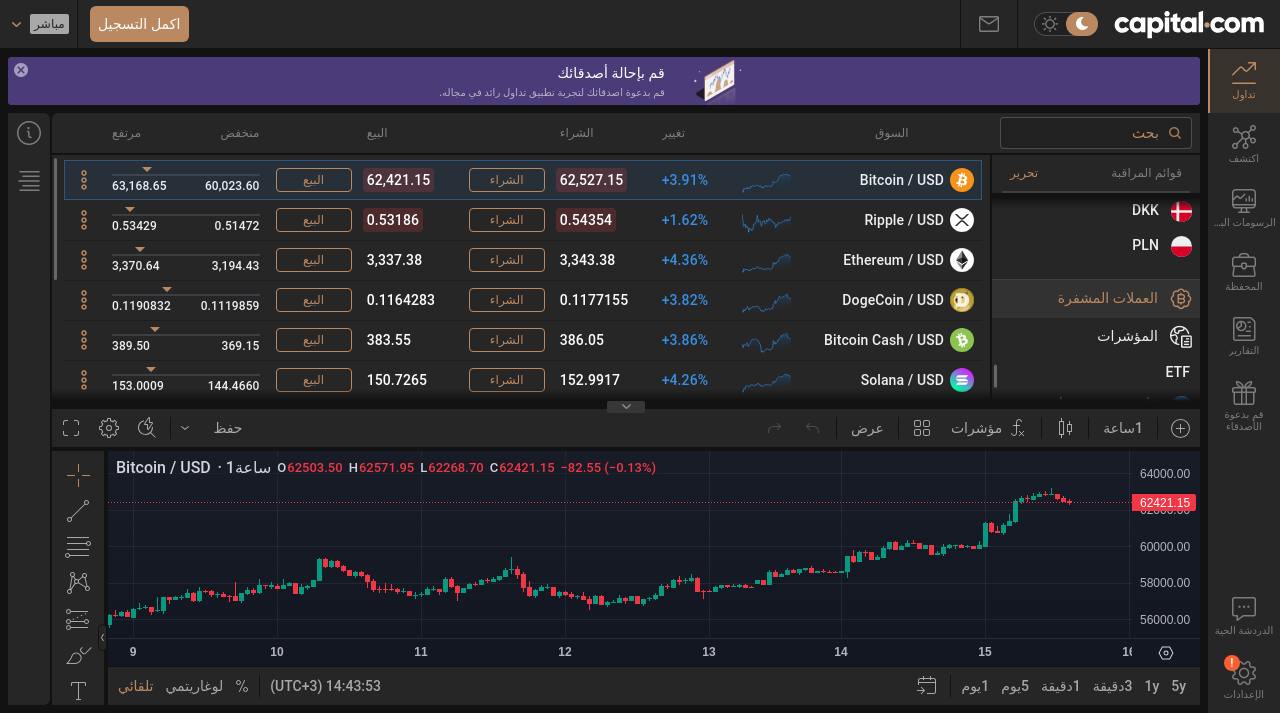 capital.com
اكمل التسجيل
مباشر
قم بإحالة أصدقائك
قم بدعوة اصدقائك لتجربة تطبيق تداول رائد في مجاله.
تداول
اكتشف
الرسومات البـ...
المحفظة
التقارير
قم بدعوة
الأصدقاء
الدردشة الحية
!
الإعدادات
بحث
قوائم المراقبة
تحرير
DKK
PLN
العملات المشفرة
المؤشرات
ETF
السوق
تغيير
الشراء
البيع
منخفض
مرتفع
Bitcoin / USD +3.91% 62,527.15 الشراء 62,421.15 البيع 60,023.60 63,168.65
Ripple / USD +1.62% 0.54354 الشراء 0.53186 البيع 0.51472 0.53429
Ethereum / USD +4.36% 3,343.38 الشراء 3,337.38 البيع 3,194.43 3,370.64
DogeCoin / USD +3.82% 0.1177155 الشراء 0.1164283 البيع 0.1119859 0.1190832
Bitcoin Cash / USD +3.86% 386.05 الشراء 383.55 البيع 369.15 389.50
Solana / USD +4.26% 152.9917 الشراء 150.7265 البيع 144.4660 153.0009
1ساعة
مؤشرات
عرض
حفظ
Bitcoin / USD · 1ساعة O62503.50 H62571.95 L62268.70 C62421.15 −82.55 (−0.13%)
64000.00
62421.15
60000.00
58000.00
56000.00
9 10 11 12 13 14 15
5y 1y 3دقيقة 1دقيقة 5يوم 1يوم
14:43:53 (UTC+3)
% لوغاريتمي تلقائي